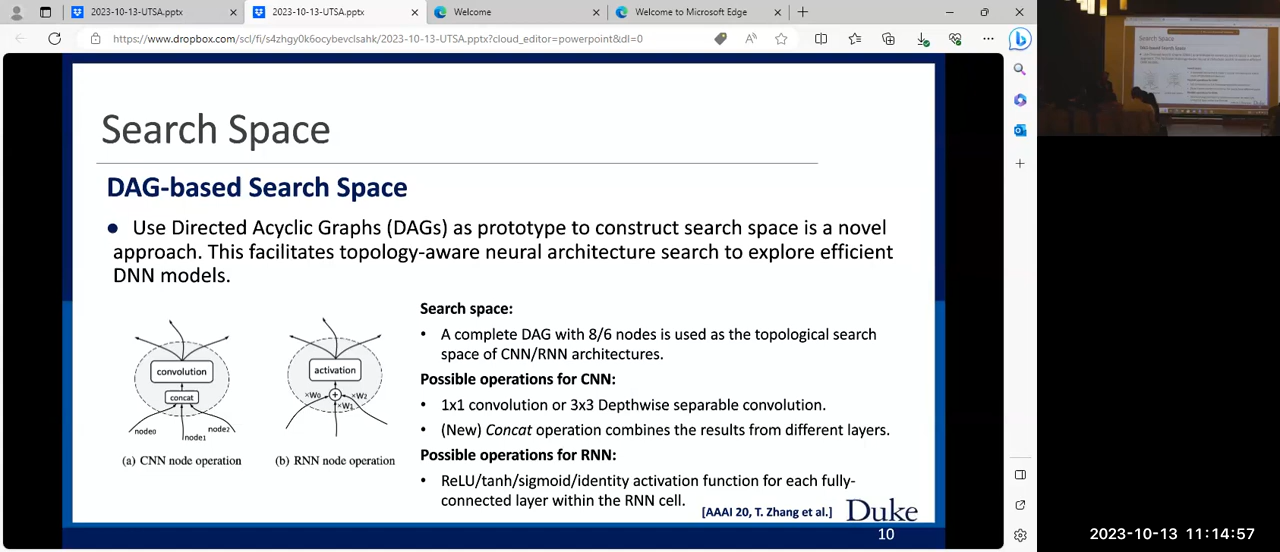 2023-10-13-UTSA.pptx
2023-10-13-UTSA.pptx
Welcome
Welcome to Microsoft Edge
https://www.dropbox.com/scl/fi/s4zhgy0k6ocybevclsahk/2023-10-13-UTSA.pptx?cloud_editor=powerpoint&dl=0
Search Space
DAG-based Search Space
Use Directed Acyclic Graphs (DAGs) as prototype to construct search space is a novel
approach. This facilitates topology-aware neural architecture search to explore efficient
DNN models.
convolution
concat
node0
node1
node2
(a) CNN node operation
activation
×W0
×W1
×W2
+
(b) RNN node operation
Search space:
• A complete DAG with 8/6 nodes is used as the topological search
space of CNN/RNN architectures.
Possible operations for CNN:
• 1x1 convolution or 3x3 Depthwise separable convolution.
• (New) Concat operation combines the results from different layers.
Possible operations for RNN:
• ReLU/tanh/sigmoid/identity activation function for each fully-
connected layer within the RNN cell.
[AAAI 20, T. Zhang et al.]
Duke
10
Search Space
Duke
2023-10-13 11:14:57